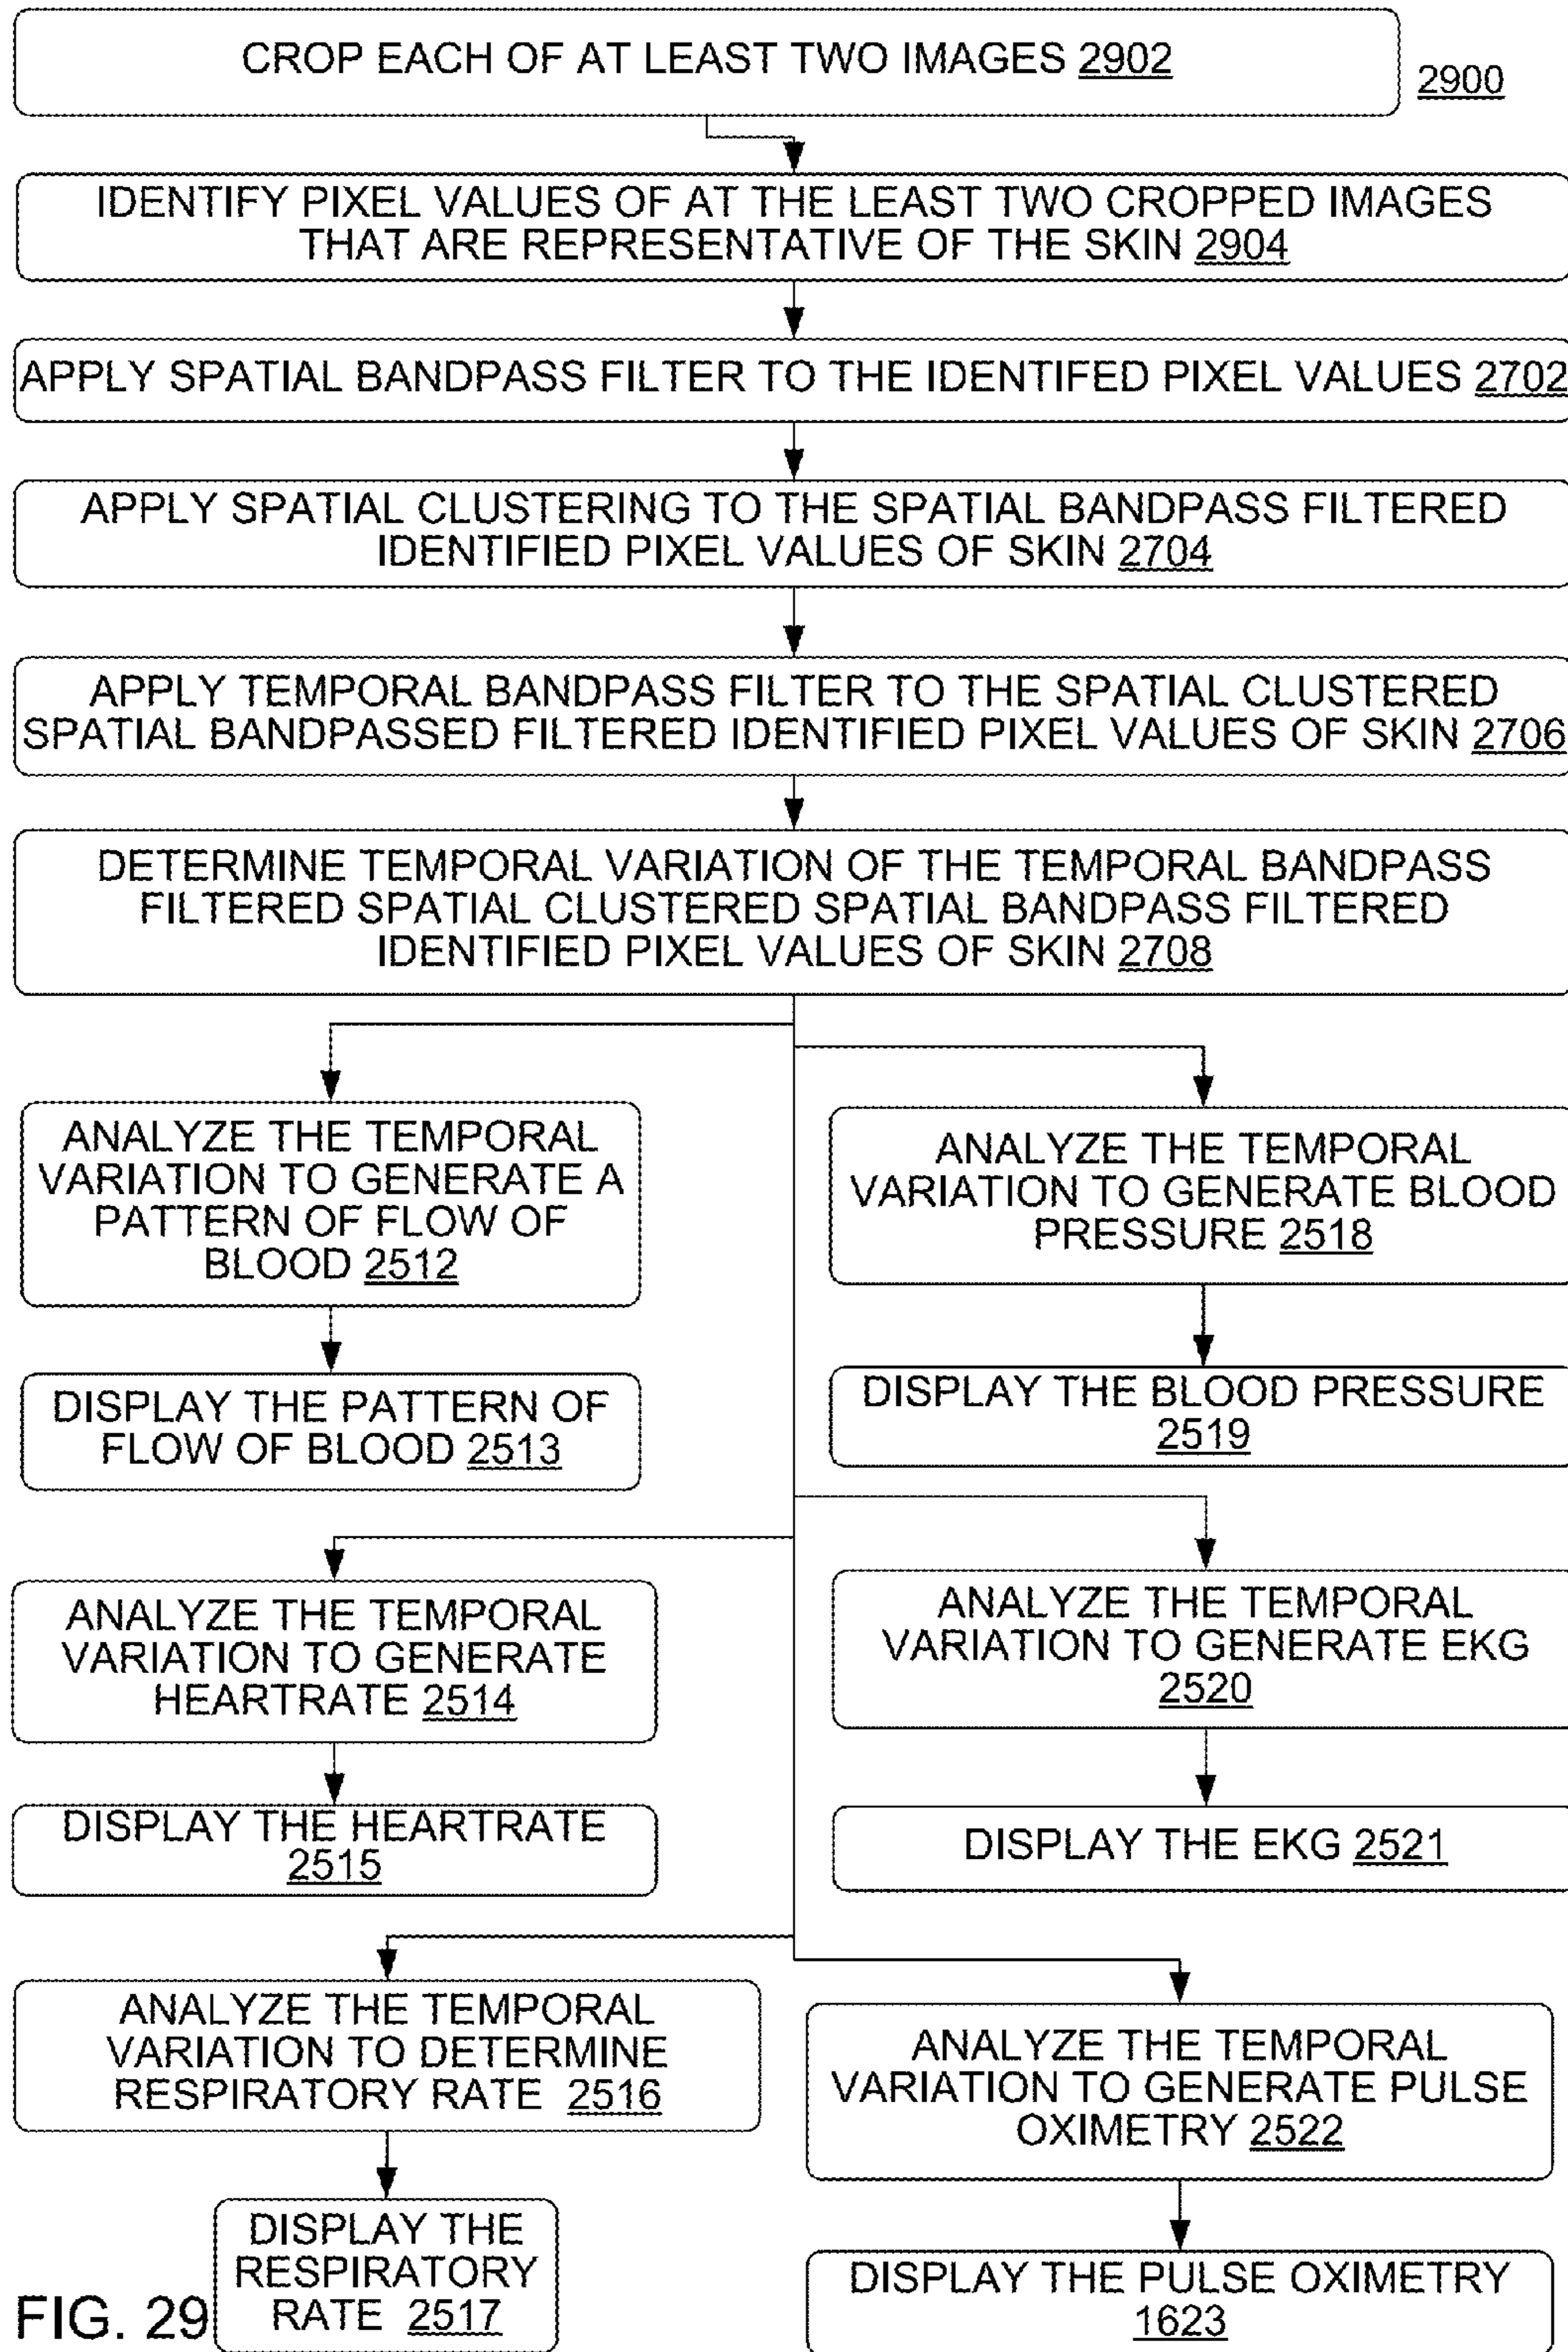 CROP EACH OF AT LEAST TWO IMAGES 2902
2900
IDENTIFY PIXEL VALUES OF AT THE LEAST TWO CROPPED IMAGES
THAT ARE REPRESENTATIVE OF THE SKIN 2904
APPLY SPATIAL BANDPASS FILTER TO THE IDENTIFED PIXEL VALUES 2702
APPLY SPATIAL CLUSTERING TO THE SPATIAL BANDPASS FILTERED
IDENTIFIED PIXEL VALUES OF SKIN 2704
APPLY TEMPORAL BANDPASS FILTER TO THE SPATIAL CLUSTERED
SPATIAL BANDPASSED FILTERED IDENTIFIED PIXEL VALUES OF SKIN 2706
DETERMINE TEMPORAL VARIATION OF THE TEMPORAL BANDPASS
FILTERED SPATIAL CLUSTERED SPATIAL BANDPASS FILTERED
IDENTIFIED PIXEL VALUES OF SKIN 2708
ANALYZE THE TEMPORAL
VARIATION TO GENERATE A
PATTERN OF FLOW OF
BLOOD 2512
ANALYZE THE TEMPORAL
VARIATION TO GENERATE BLOOD
PRESSURE 2518
DISPLAY THE PATTERN OF
FLOW OF BLOOD 2513
DISPLAY THE BLOOD PRESSURE
2519
ANALYZE THE TEMPORAL
VARIATION TO GENERATE
HEARTRATE 2514
ANALYZE THE TEMPORAL
VARIATION TO GENERATE EKG
2520
DISPLAY THE HEARTRATE
2515
DISPLAY THE EKG 2521
ANALYZE THE TEMPORAL
VARIATION TO DETERMINE
RESPIRATORY RATE 2516
ANALYZE THE TEMPORAL
VARIATION TO GENERATE PULSE
OXIMETRY 2522
DISPLAY THE
RESPIRATORY
RATE 2517
DISPLAY THE PULSE OXIMETRY
1623
FIG. 29